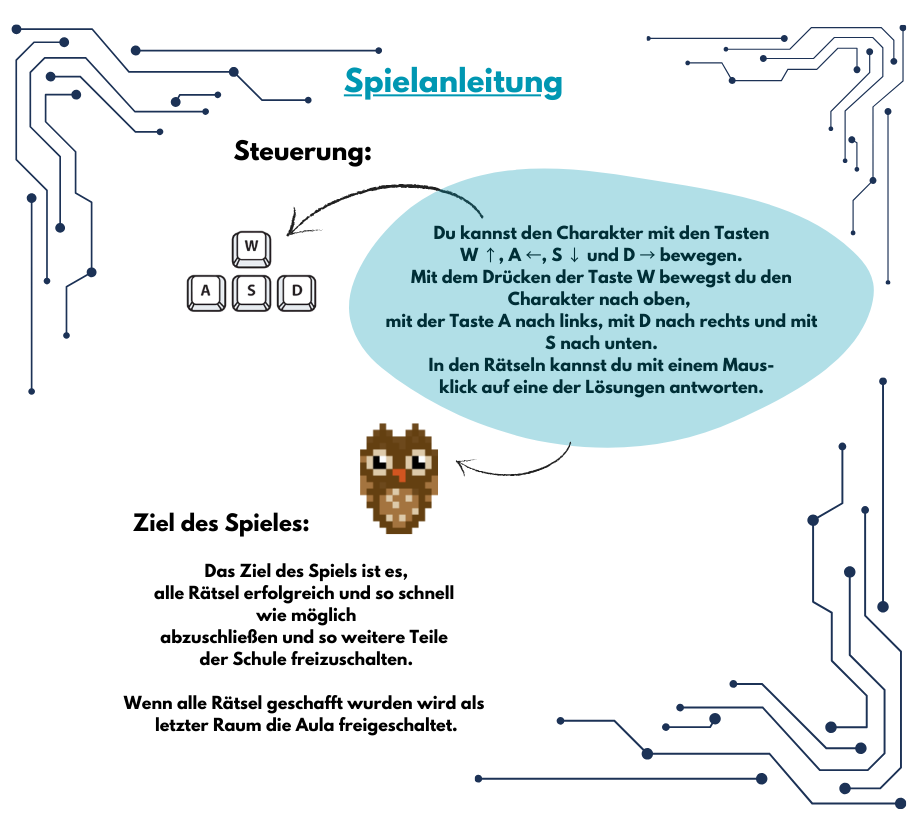 Spielanleitung
Steuerung:
W
A S D
Du kannst den Charakter mit den Tasten
W ↑, A ←, S ↓ und D → bewegen.
Mit dem Drücken der Taste W bewegst du den
Charakter nach oben,
mit der Taste A nach links, mit D nach rechts und mit
S nach unten.
In den Rätseln kannst du mit einem Maus-
klick auf eine der Lösungen antworten.
Ziel des Spieles:
Das Ziel des Spiels ist es,
alle Rätsel erfolgreich und so schnell
wie möglich
abzuschließen und so weitere Teile
der Schule freizuschalten.
Wenn alle Rätsel geschafft wurden wird als
letzter Raum die Aula freigeschaltet.